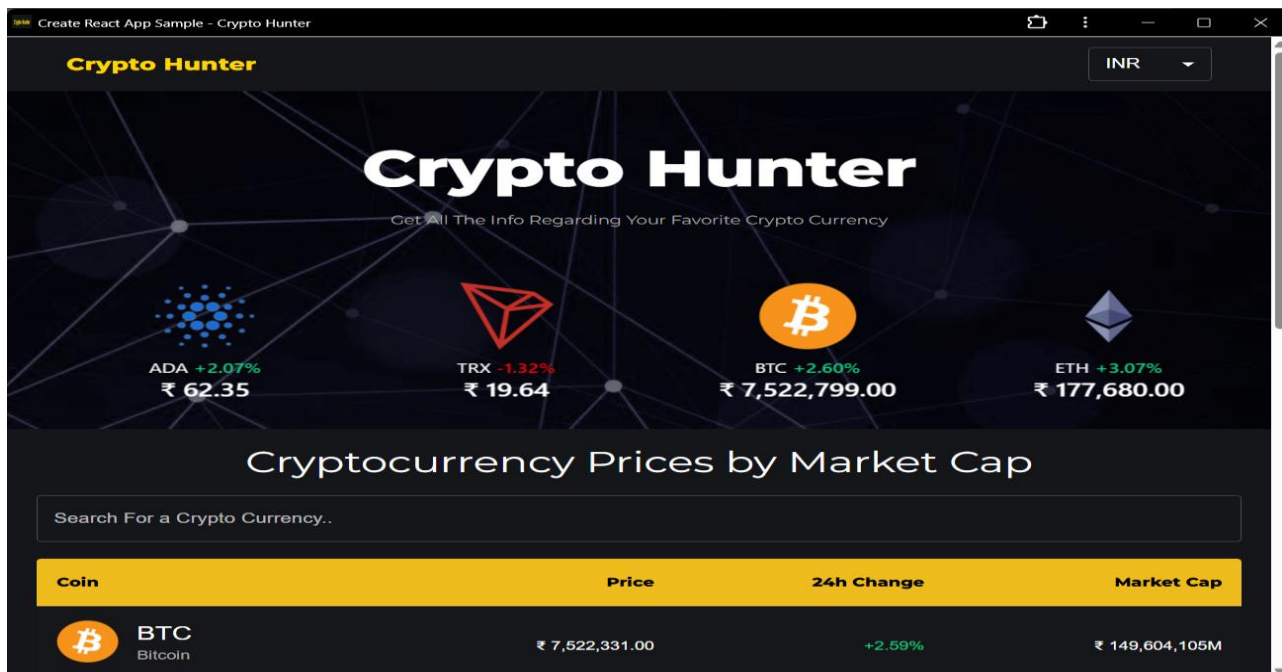 Create React App Sample - Crypto Hunter
Crypto Hunter
INR
Crypto Hunter
Get All The Info Regarding Your Favorite Crypto Currency
ADA +2.07%
₹ 62.35
TRX -1.32%
₹ 19.64
BTC +2.60%
₹ 7,522,799.00
ETH +3.07%
₹ 177,680.00
Cryptocurrency Prices by Market Cap
Search For a Crypto Currency..
Coin Price 24h Change Market Cap
BTC
Bitcoin
₹ 7,522,331.00 +2.59% ₹ 149,604,105M